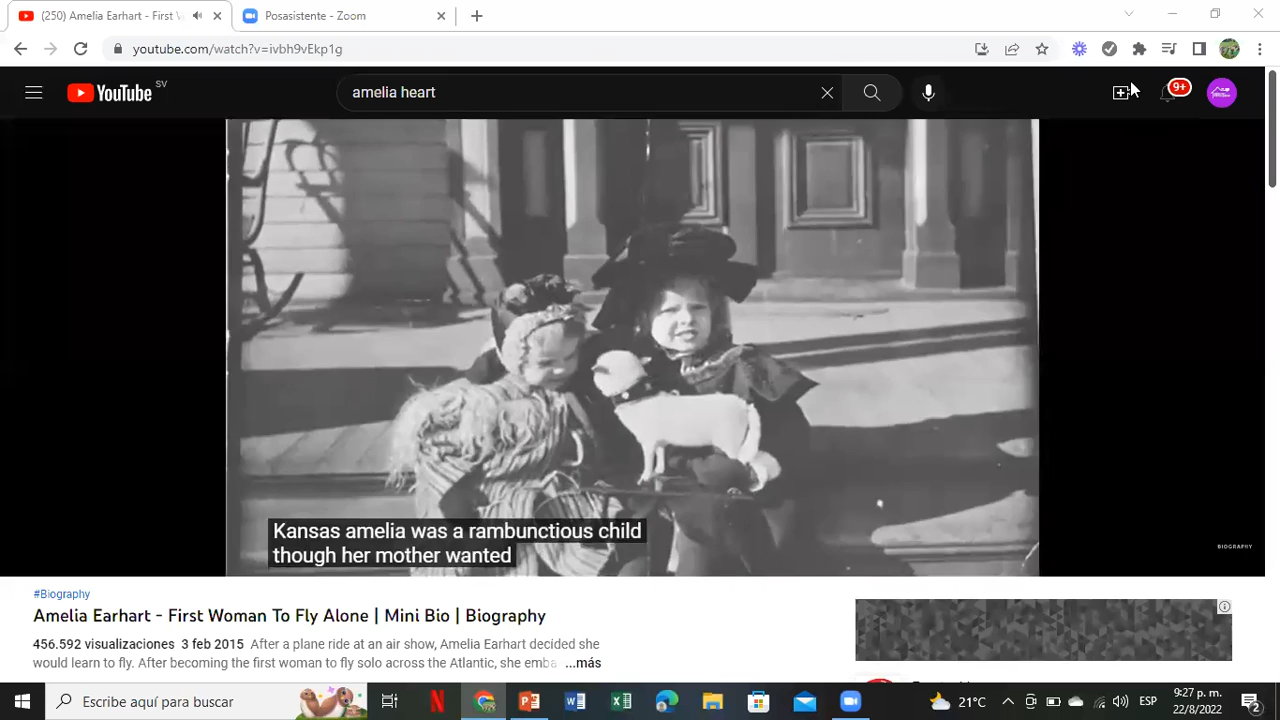 (250) Amelia Earhart - First W
Posasistente - Zoom
youtube.com/watch?v=ivbh9vEkp1g
YouTube SV
amelia heart
9+
Kansas amelia was a rambunctious child
though her mother wanted
BIOGRAPHY
#Biography
Amelia Earhart - First Woman To Fly Alone | Mini Bio | Biography
456.592 visualizaciones 3 feb 2015 After a plane ride at an air show, Amelia Earhart decided she
would learn to fly. After becoming the first woman to fly solo across the Atlantic, she emba ...más
Escribe aquí para buscar
21°C
ESP
9:27 p. m.
22/8/2022
2